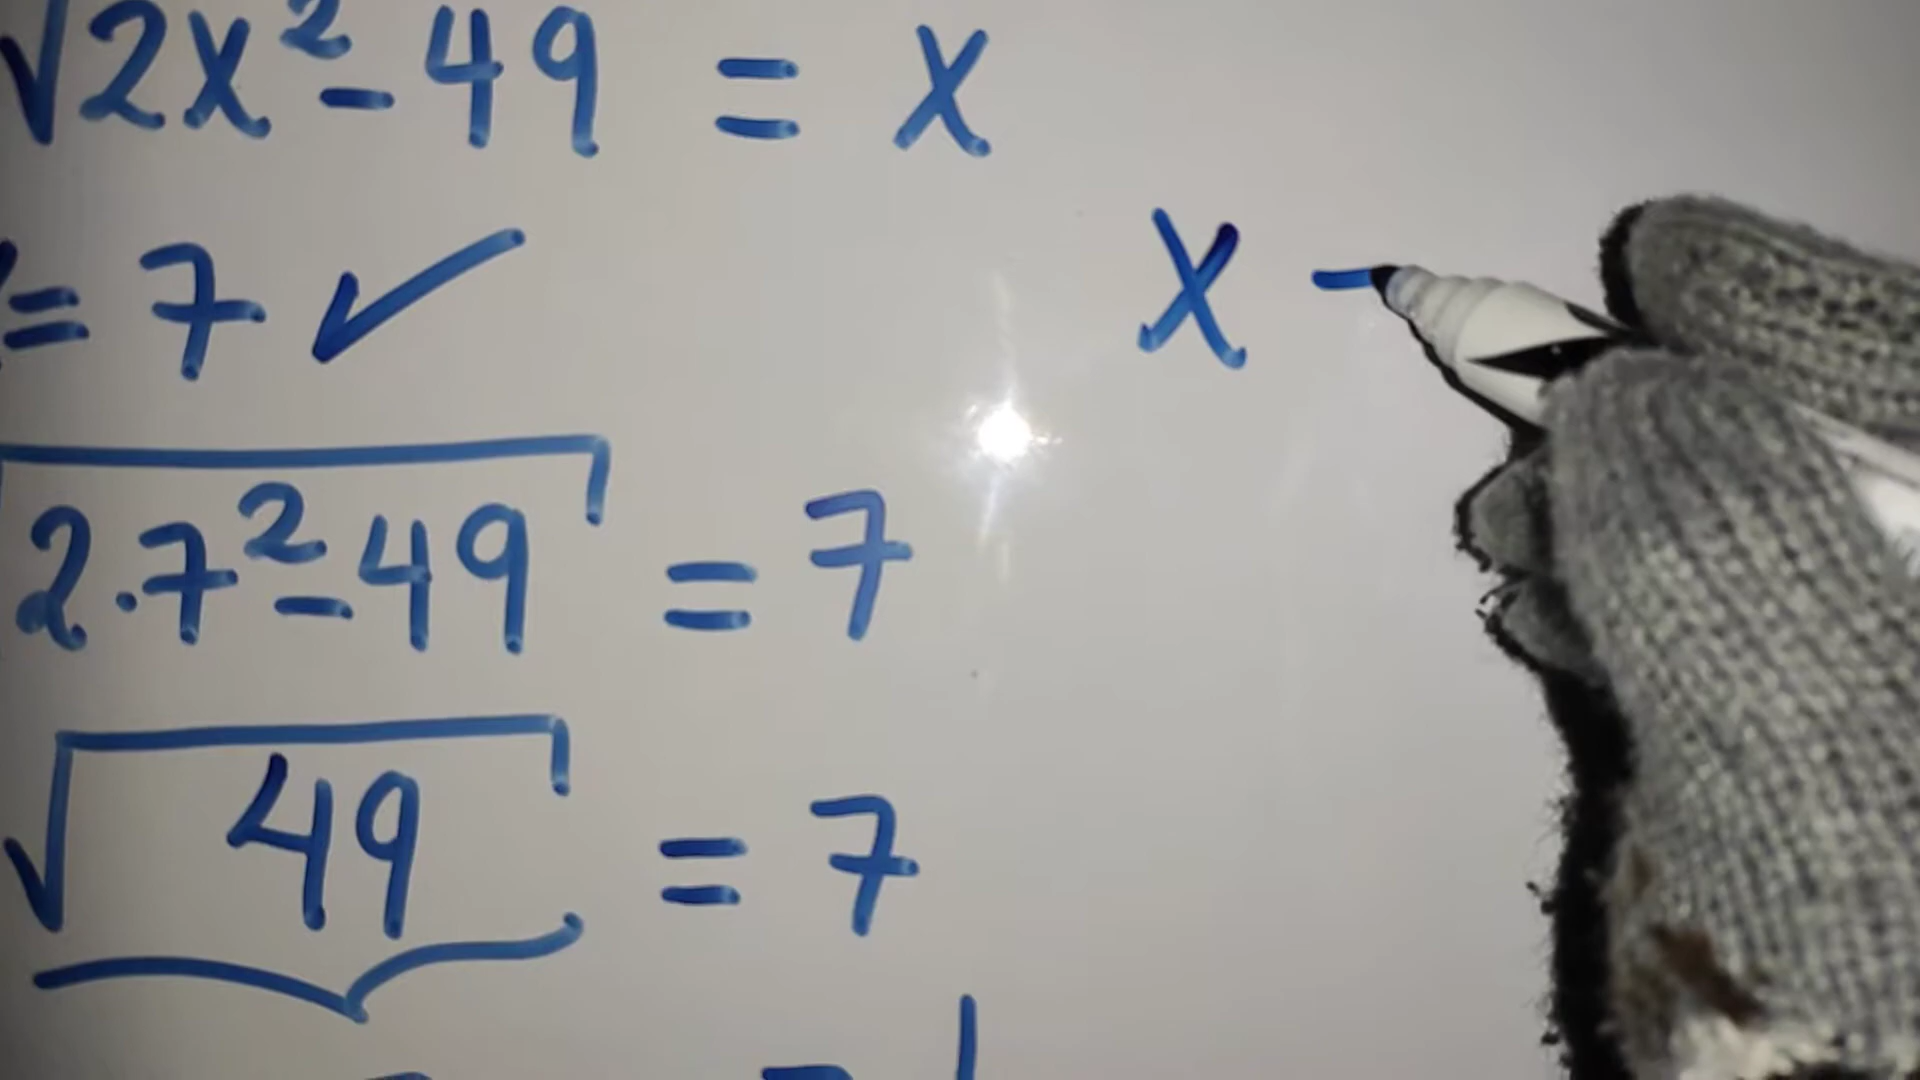 √2x²-49 = x
= 7 ✓
2.7²-49 = 7
√49 = 7
x -